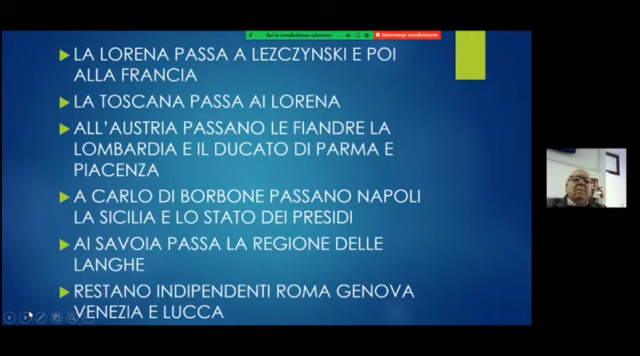 Sei in condivisione schermo
Interrompi condivisione
LA LORENA PASSA A LEZCZYNSKI E POI
ALLA FRANCIA
LA TOSCANA PASSA AI LORENA
ALL'AUSTRIA PASSANO LE FIANDRE LA
LOMBARDIA E IL DUCATO DI PARMA E
PIACENZA
A CARLO DI BORBONE PASSANO NAPOLI
LA SICILIA E LO STATO DEI PRESIDI
AI SAVOIA PASSA LA REGIONE DELLE
LANGHE
RESTANO INDIPENDENTI ROMA GENOVA
VENEZIA E LUCCA